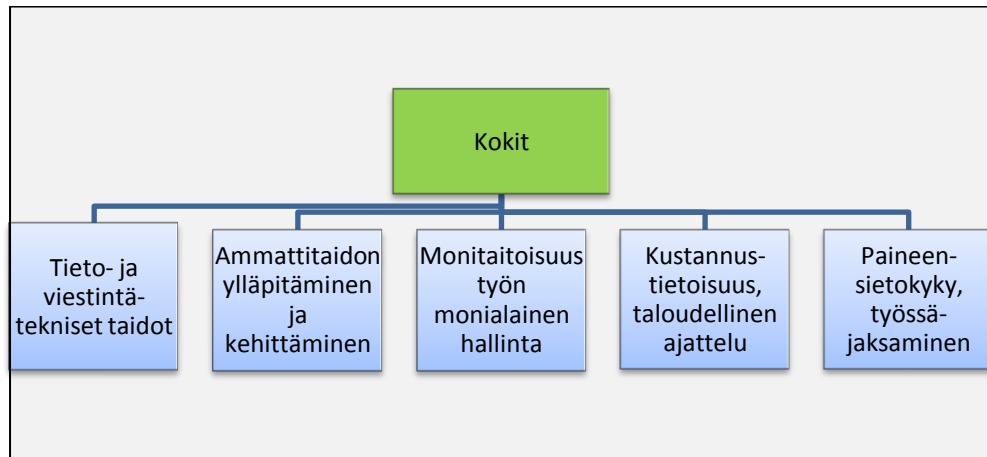 Kokit
Tieto- ja
viestintä-
tekniset taidot
Ammattitaidon
ylläpitäminen
ja
kehittäminen
Monitaitoisuus
työn
monialainen
hallinta
Kustannus-
tietoisuus,
taloudellinen
ajattelu
Paineen-
sietokyky,
työssä-
jaksaminen